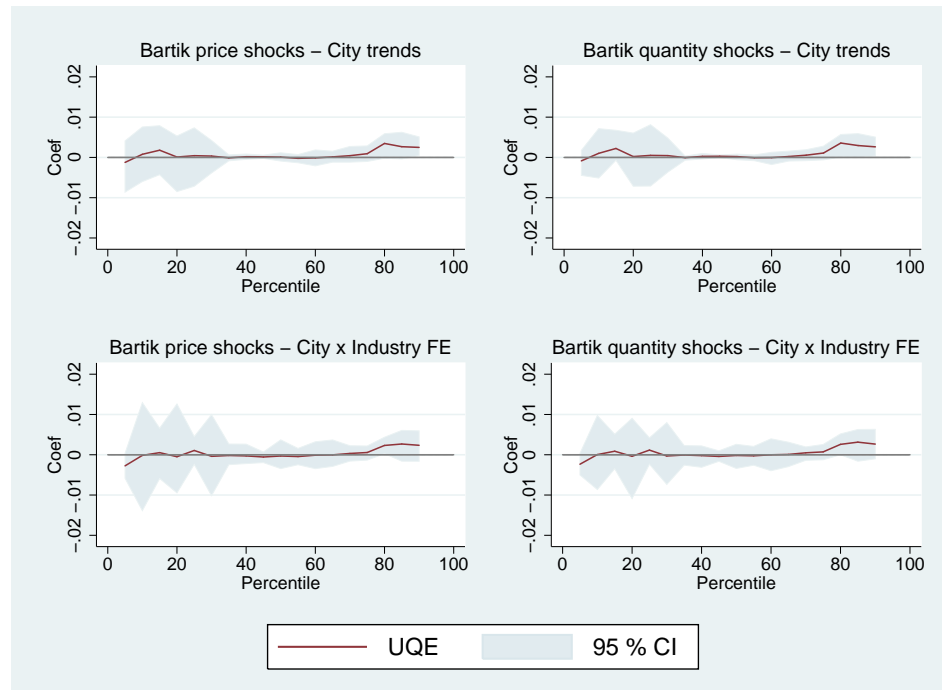 Bartik price shocks – City trends
Coef
.02
.01
0
−.01
−.02
0 20 40 60 80 100
Percentile
Bartik quantity shocks – City trends
Coef
.02
.01
0
−.01
−.02
0 20 40 60 80 100
Percentile
Bartik price shocks – City x Industry FE
Coef
.02
.01
0
−.01
−.02
0 20 40 60 80 100
Percentile
Bartik quantity shocks – City x Industry FE
Coef
.02
.01
0
−.01
−.02
0 20 40 60 80 100
Percentile
UQE 95 % CI